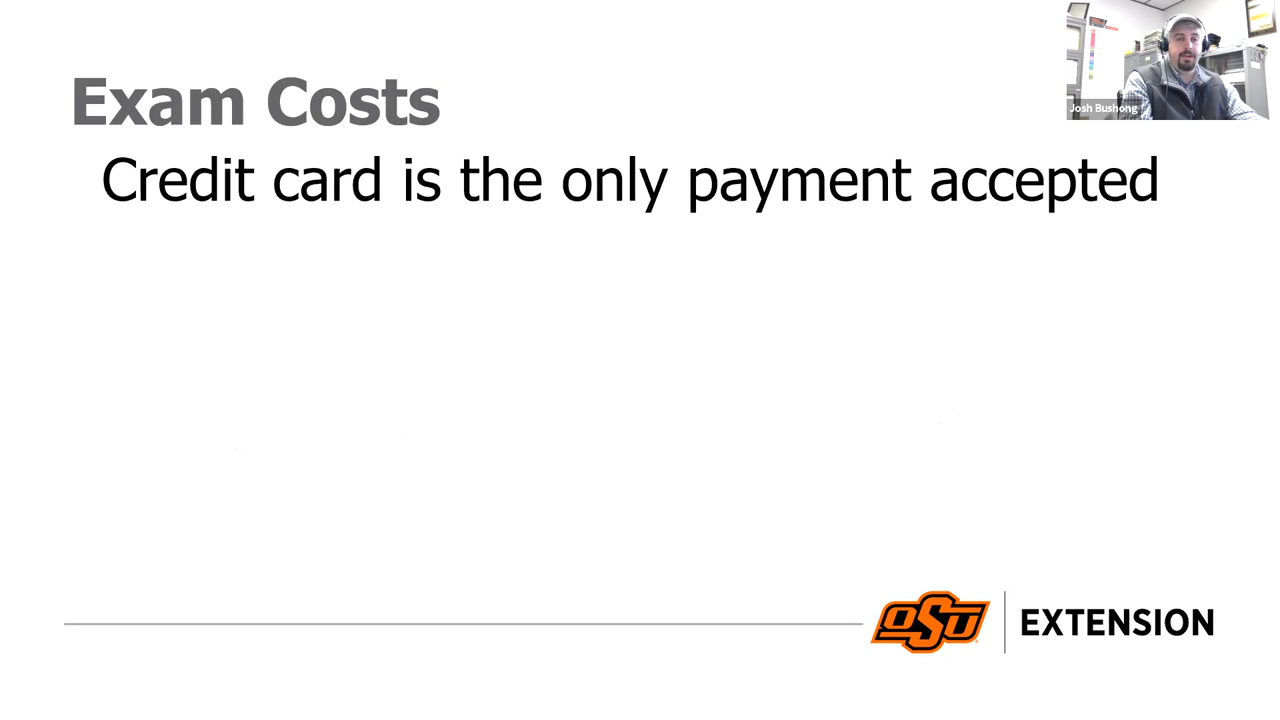 Exam Costs
Credit card is the only payment accepted
Josh Bushong
OSU
EXTENSION